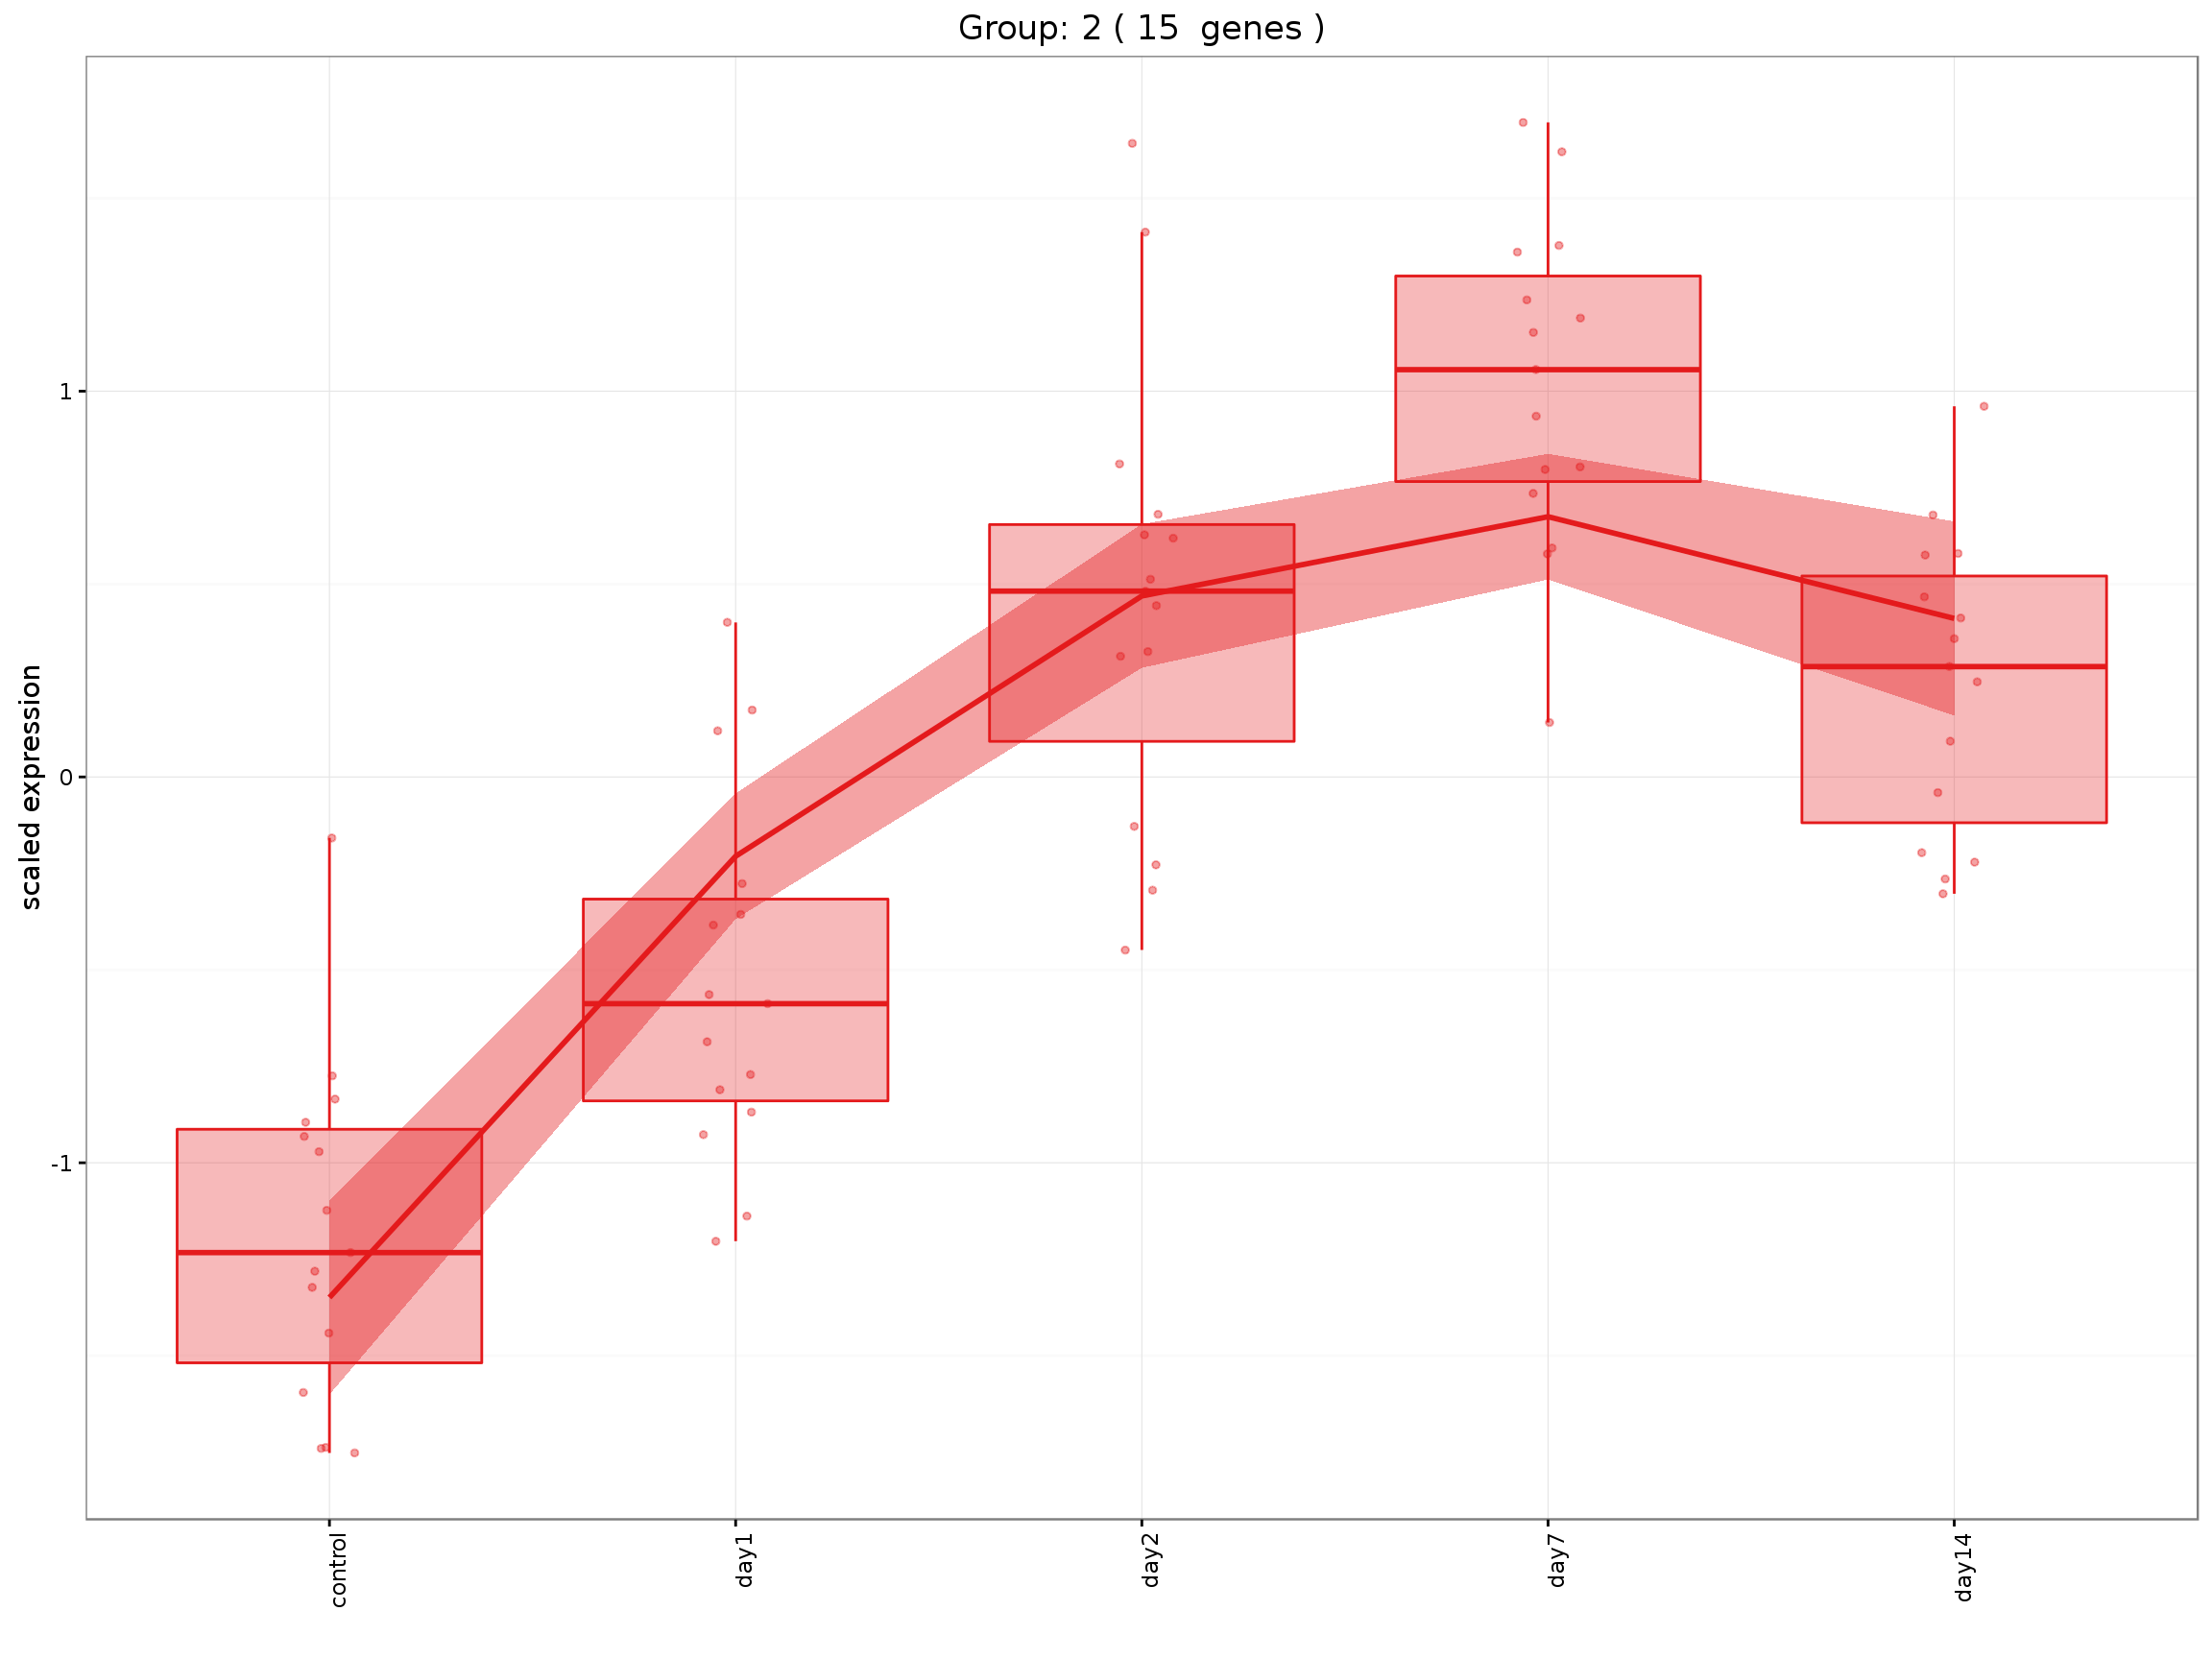 Group: 2 ( 15  genes )
scaled expression
1
0
-1
control
day1
day2
day7
day14